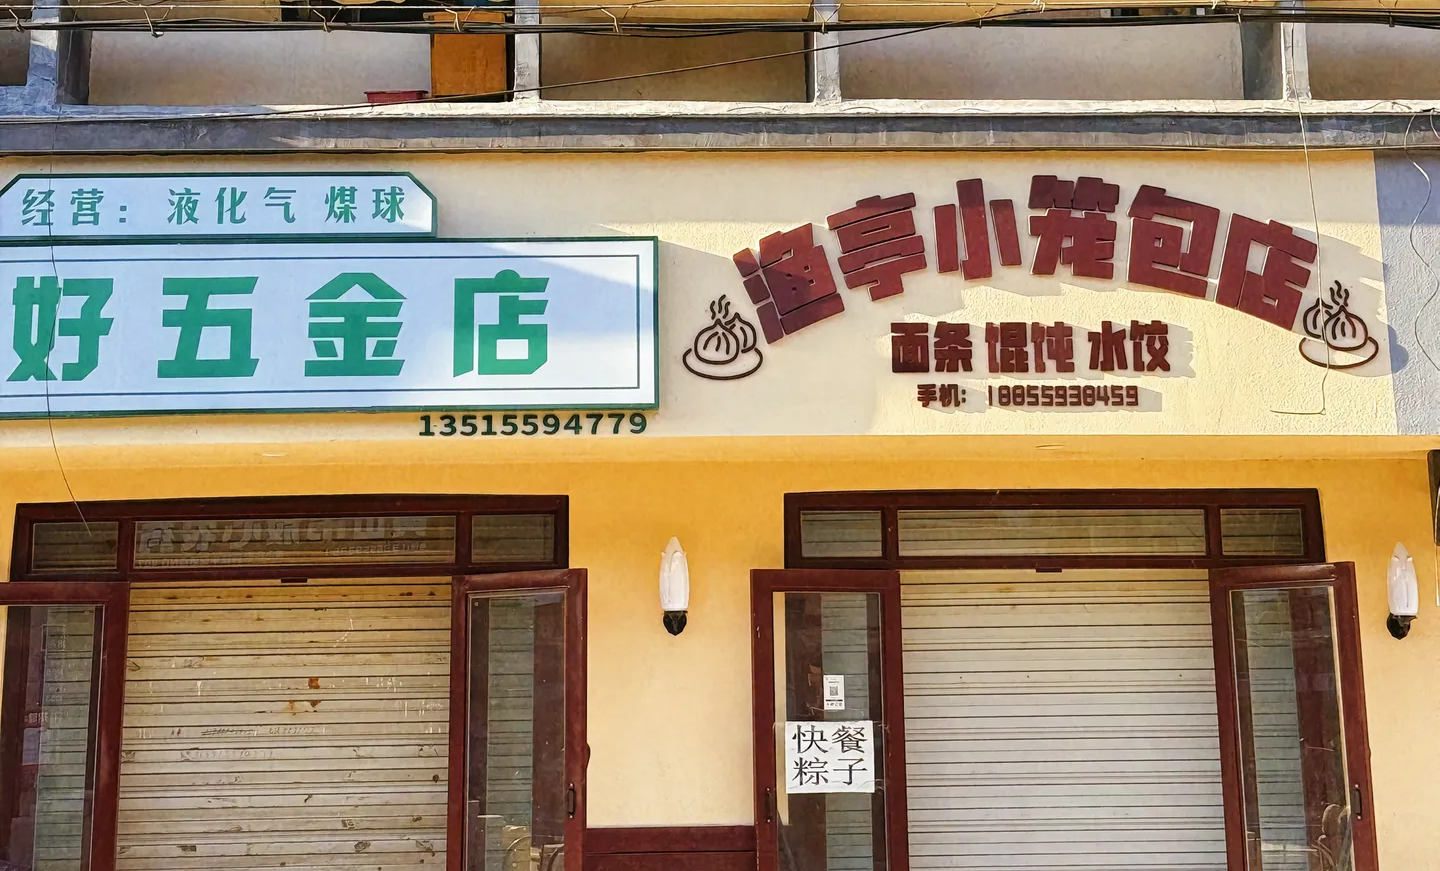 经营：液化气 煤球
好五金店
13515594779
渔亭小笼包店
面条 馄饨 水饺
手机：18055938459
快餐
粽子